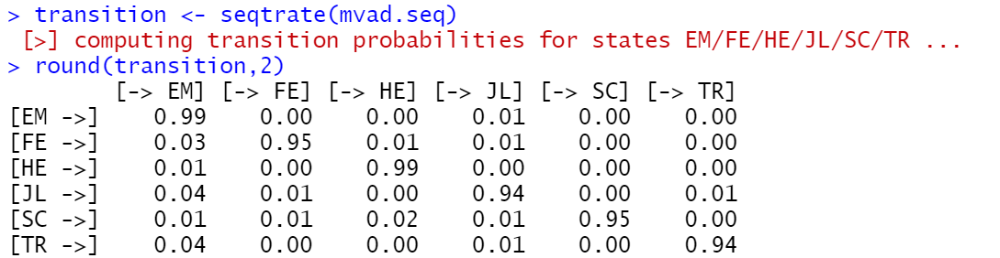 > transition <- seqtrate(mvad.seq)
 [>] computing transition probabilities for states EM/FE/HE/JL/SC/TR ...
> round(transition,2)
        [-> EM] [-> FE] [-> HE] [-> JL] [-> SC] [-> TR]
[EM ->]    0.99    0.00    0.00    0.01    0.00    0.00
[FE ->]    0.03    0.95    0.01    0.01    0.00    0.00
[HE ->]    0.01    0.00    0.99    0.00    0.00    0.00
[JL ->]    0.04    0.01    0.00    0.94    0.00    0.01
[SC ->]    0.01    0.01    0.02    0.01    0.95    0.00
[TR ->]    0.04    0.00    0.00    0.01    0.00    0.94